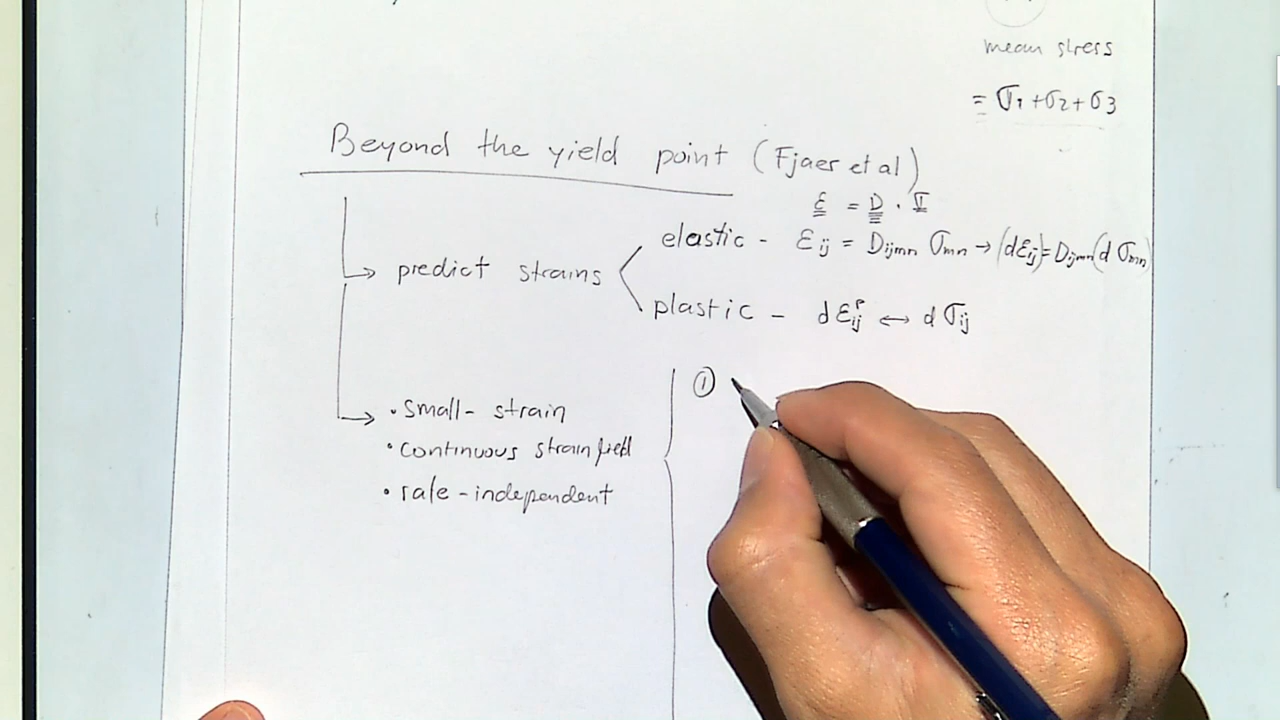 mean stress
= σ1 + σ2 + σ3
Beyond the yield point (Fjaer et al)
ε = D · σ
elastic - εij = Dijmn σmn → (dεij) = Dijmn (d σmn)
predict strains
plastic - dεᵖij ↔ dσij
①
• small- strain
• continuous strain field
• rate-independent